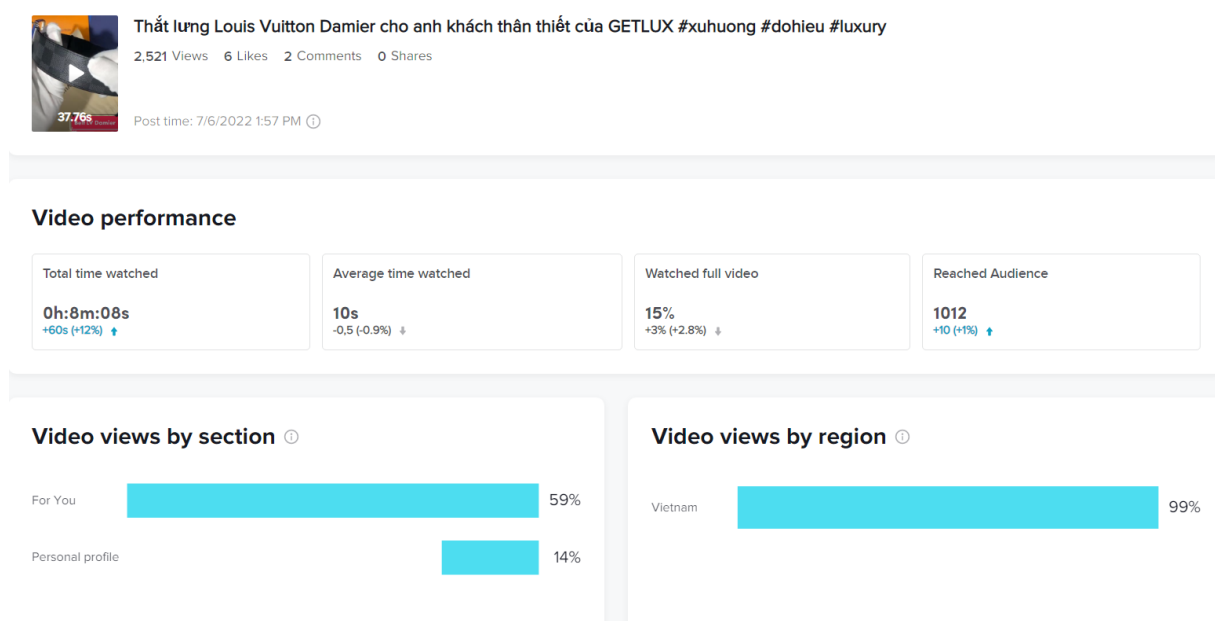 Thắt lưng Louis Vuitton Damier cho anh khách thân thiết của GETLUX #xuhuong #dohieu #luxury
2,521 Views 6 Likes 2 Comments 0 Shares
37.76s
Damier
Post time: 7/6/2022 1:57 PM
Video performance
Total time watched
0h:8m:08s
+60s (+12%)
Average time watched
10s
-0,5 (-0.9%)
Watched full video
15%
+3% (+2.8%)
Reached Audience
1012
+10 (+1%)
Video views by section
For You 59%
Personal profile 14%
Video views by region
Vietnam 99%